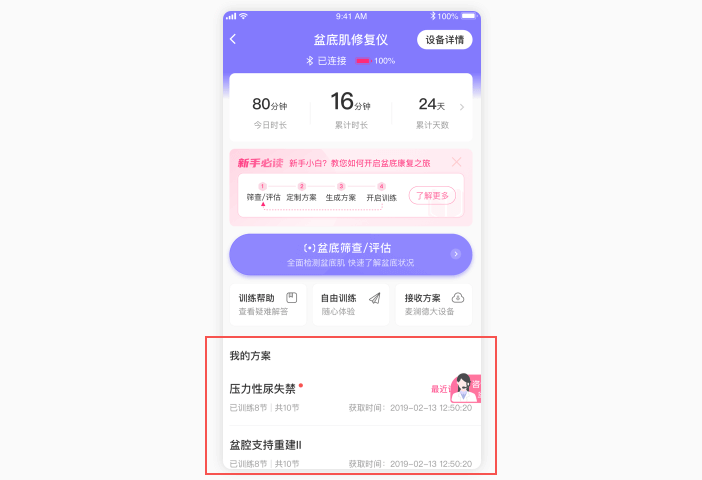 9:41 AM 100%
盆底肌修复仪 设备详情
已连接 100%
80分钟 16分钟 24天
今日时长 累计时长 累计天数
新手必读 新手小白？教您如何开启盆底康复之旅
1 2 3 4
筛查/评估 定制方案 生成方案 开启训练 了解更多
盆底筛查/评估
全面检测盆底肌 快速了解盆底状况
训练帮助 自由训练 接收方案
查看疑难解答 随心体验 麦澜德大设备
我的方案
压力性尿失禁 最近
已训练8节 | 共10节 获取时间：2019-02-13 12:50:20
盆腔支持重建II
已训练8节 | 共10节 获取时间：2019-02-13 12:50:20